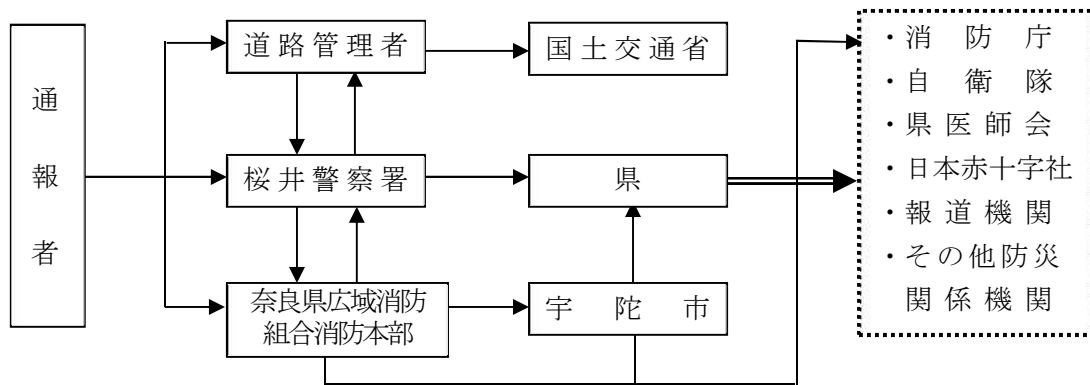 通報者
道路管理者
国土交通省
桜井警察署
県
奈良県広域消防
組合消防本部
宇陀市
・消防庁
・自衛隊
・県医師会
・日本赤十字社
・報道機関
・その他防災
関係機関